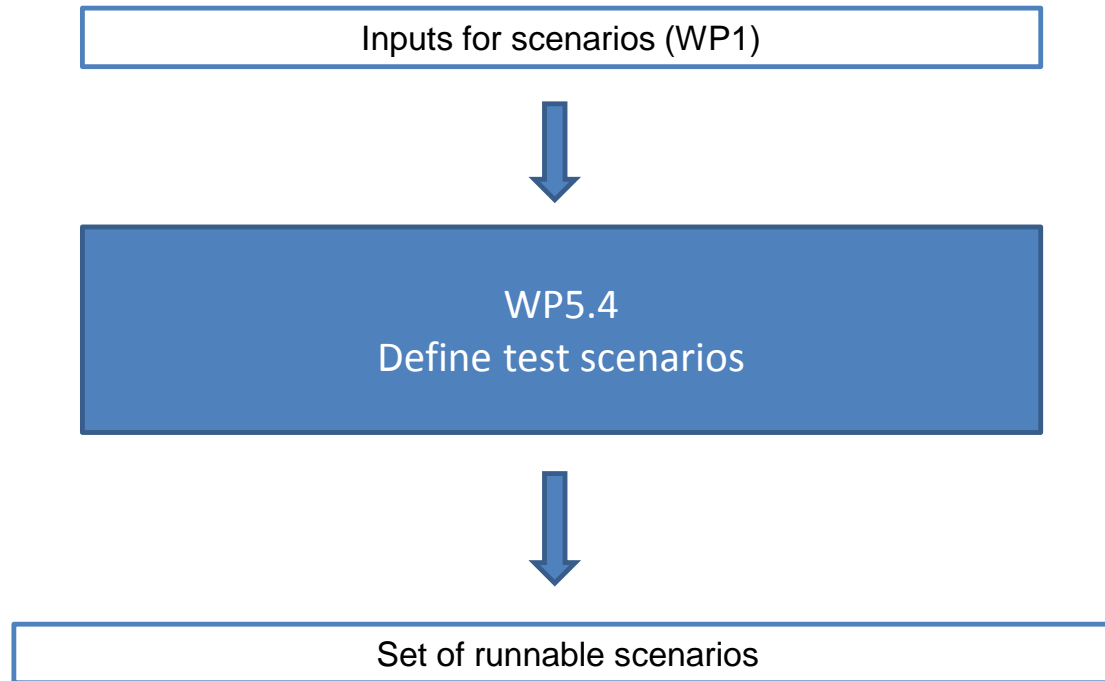 Inputs for scenarios (WP1)
WP5.4
Define test scenarios
Set of runnable scenarios